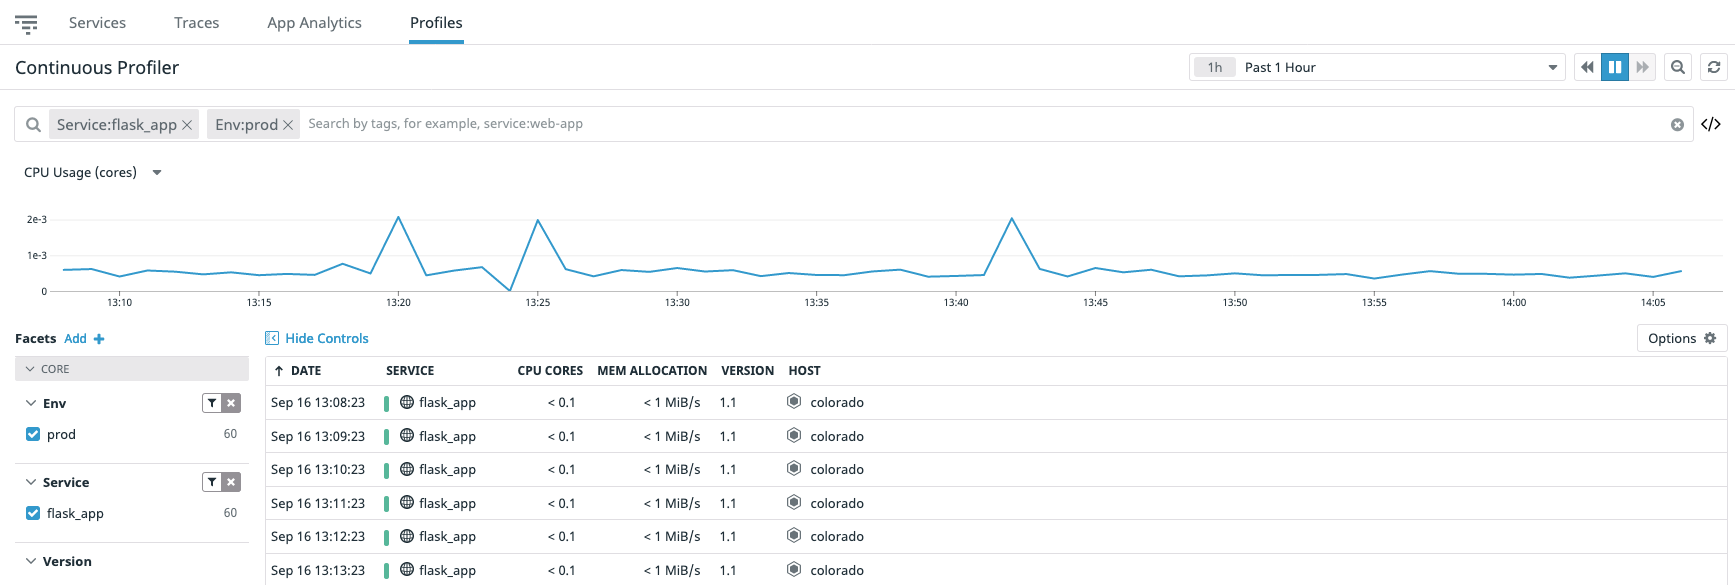 Services Traces App Analytics Profiles
Continuous Profiler
1h Past 1 Hour
Service:flask_app Env:prod Search by tags, for example, service:web-app </>
CPU Usage (cores)
2e-3
1e-3
0
13:10 13:15 13:20 13:25 13:30 13:35 13:40 13:45 13:50 13:55 14:00 14:05
Facets Add + Hide Controls Options
CORE
Env
prod 60
Service
flask_app 60
Version
DATE SERVICE CPU CORES MEM ALLOCATION VERSION HOST
Sep 16 13:08:23 flask_app < 0.1 < 1 MiB/s 1.1 colorado
Sep 16 13:09:23 flask_app < 0.1 < 1 MiB/s 1.1 colorado
Sep 16 13:10:23 flask_app < 0.1 < 1 MiB/s 1.1 colorado
Sep 16 13:11:23 flask_app < 0.1 < 1 MiB/s 1.1 colorado
Sep 16 13:12:23 flask_app < 0.1 < 1 MiB/s 1.1 colorado
Sep 16 13:13:23 flask_app < 0.1 < 1 MiB/s 1.1 colorado